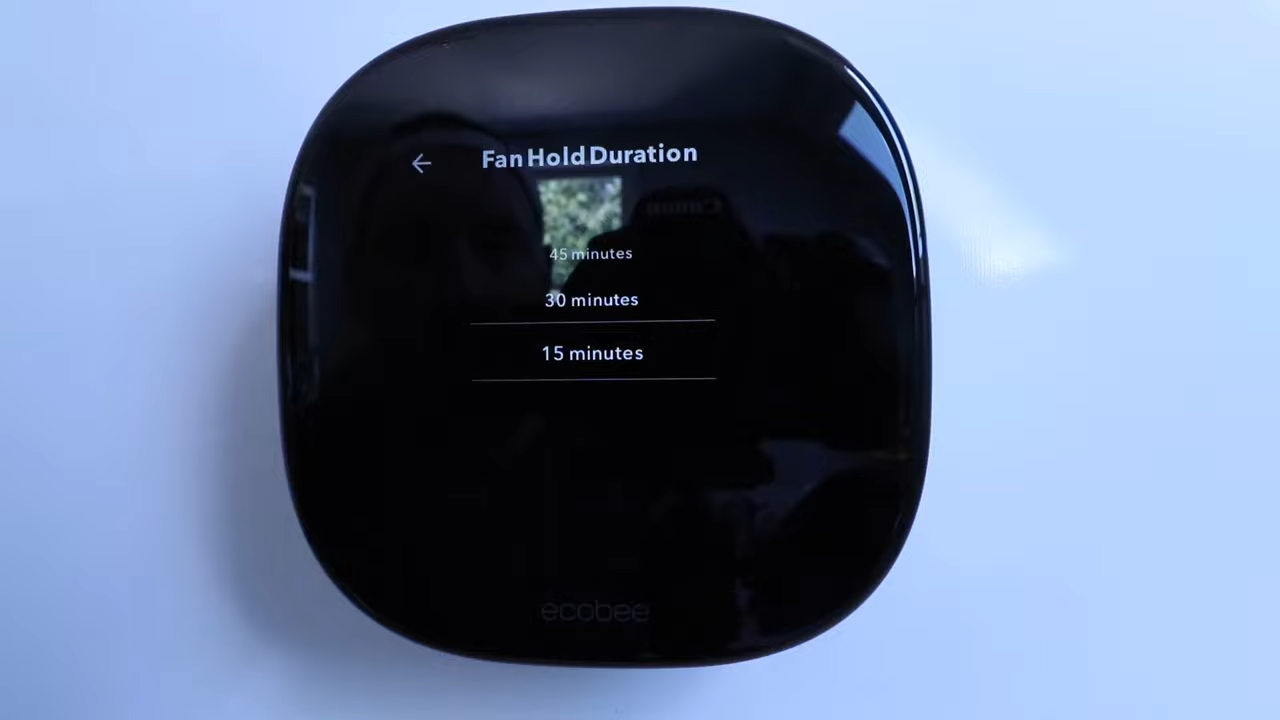 Fan Hold Duration
45 minutes
30 minutes
15 minutes
ecobee